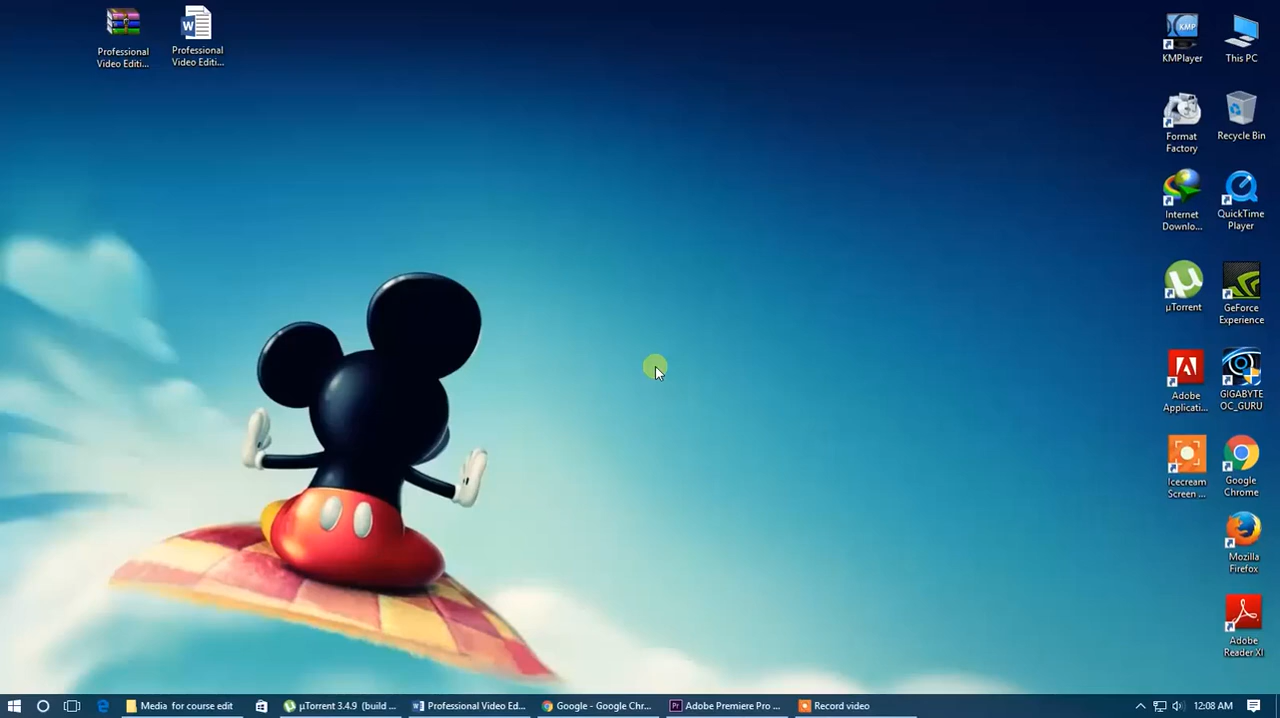 Professional
Video Editi...
W
Professional
Video Editi...
KMP
KMPlayer
This PC
Format
Factory
Recycle Bin
Internet
Downlo...
QuickTime
Player
µTorrent
GeForce
Experience
Adobe
Applicati...
GIGABYTE
OC_GURU
Icecream
Screen ...
Google
Chrome
Mozilla
Firefox
Adobe
Reader XI
Media for course edit
µTorrent 3.4.9 (build ...
Professional Video Ed...
Google - Google Chr...
Pr
Adobe Premiere Pro ...
Record video
12:08 AM